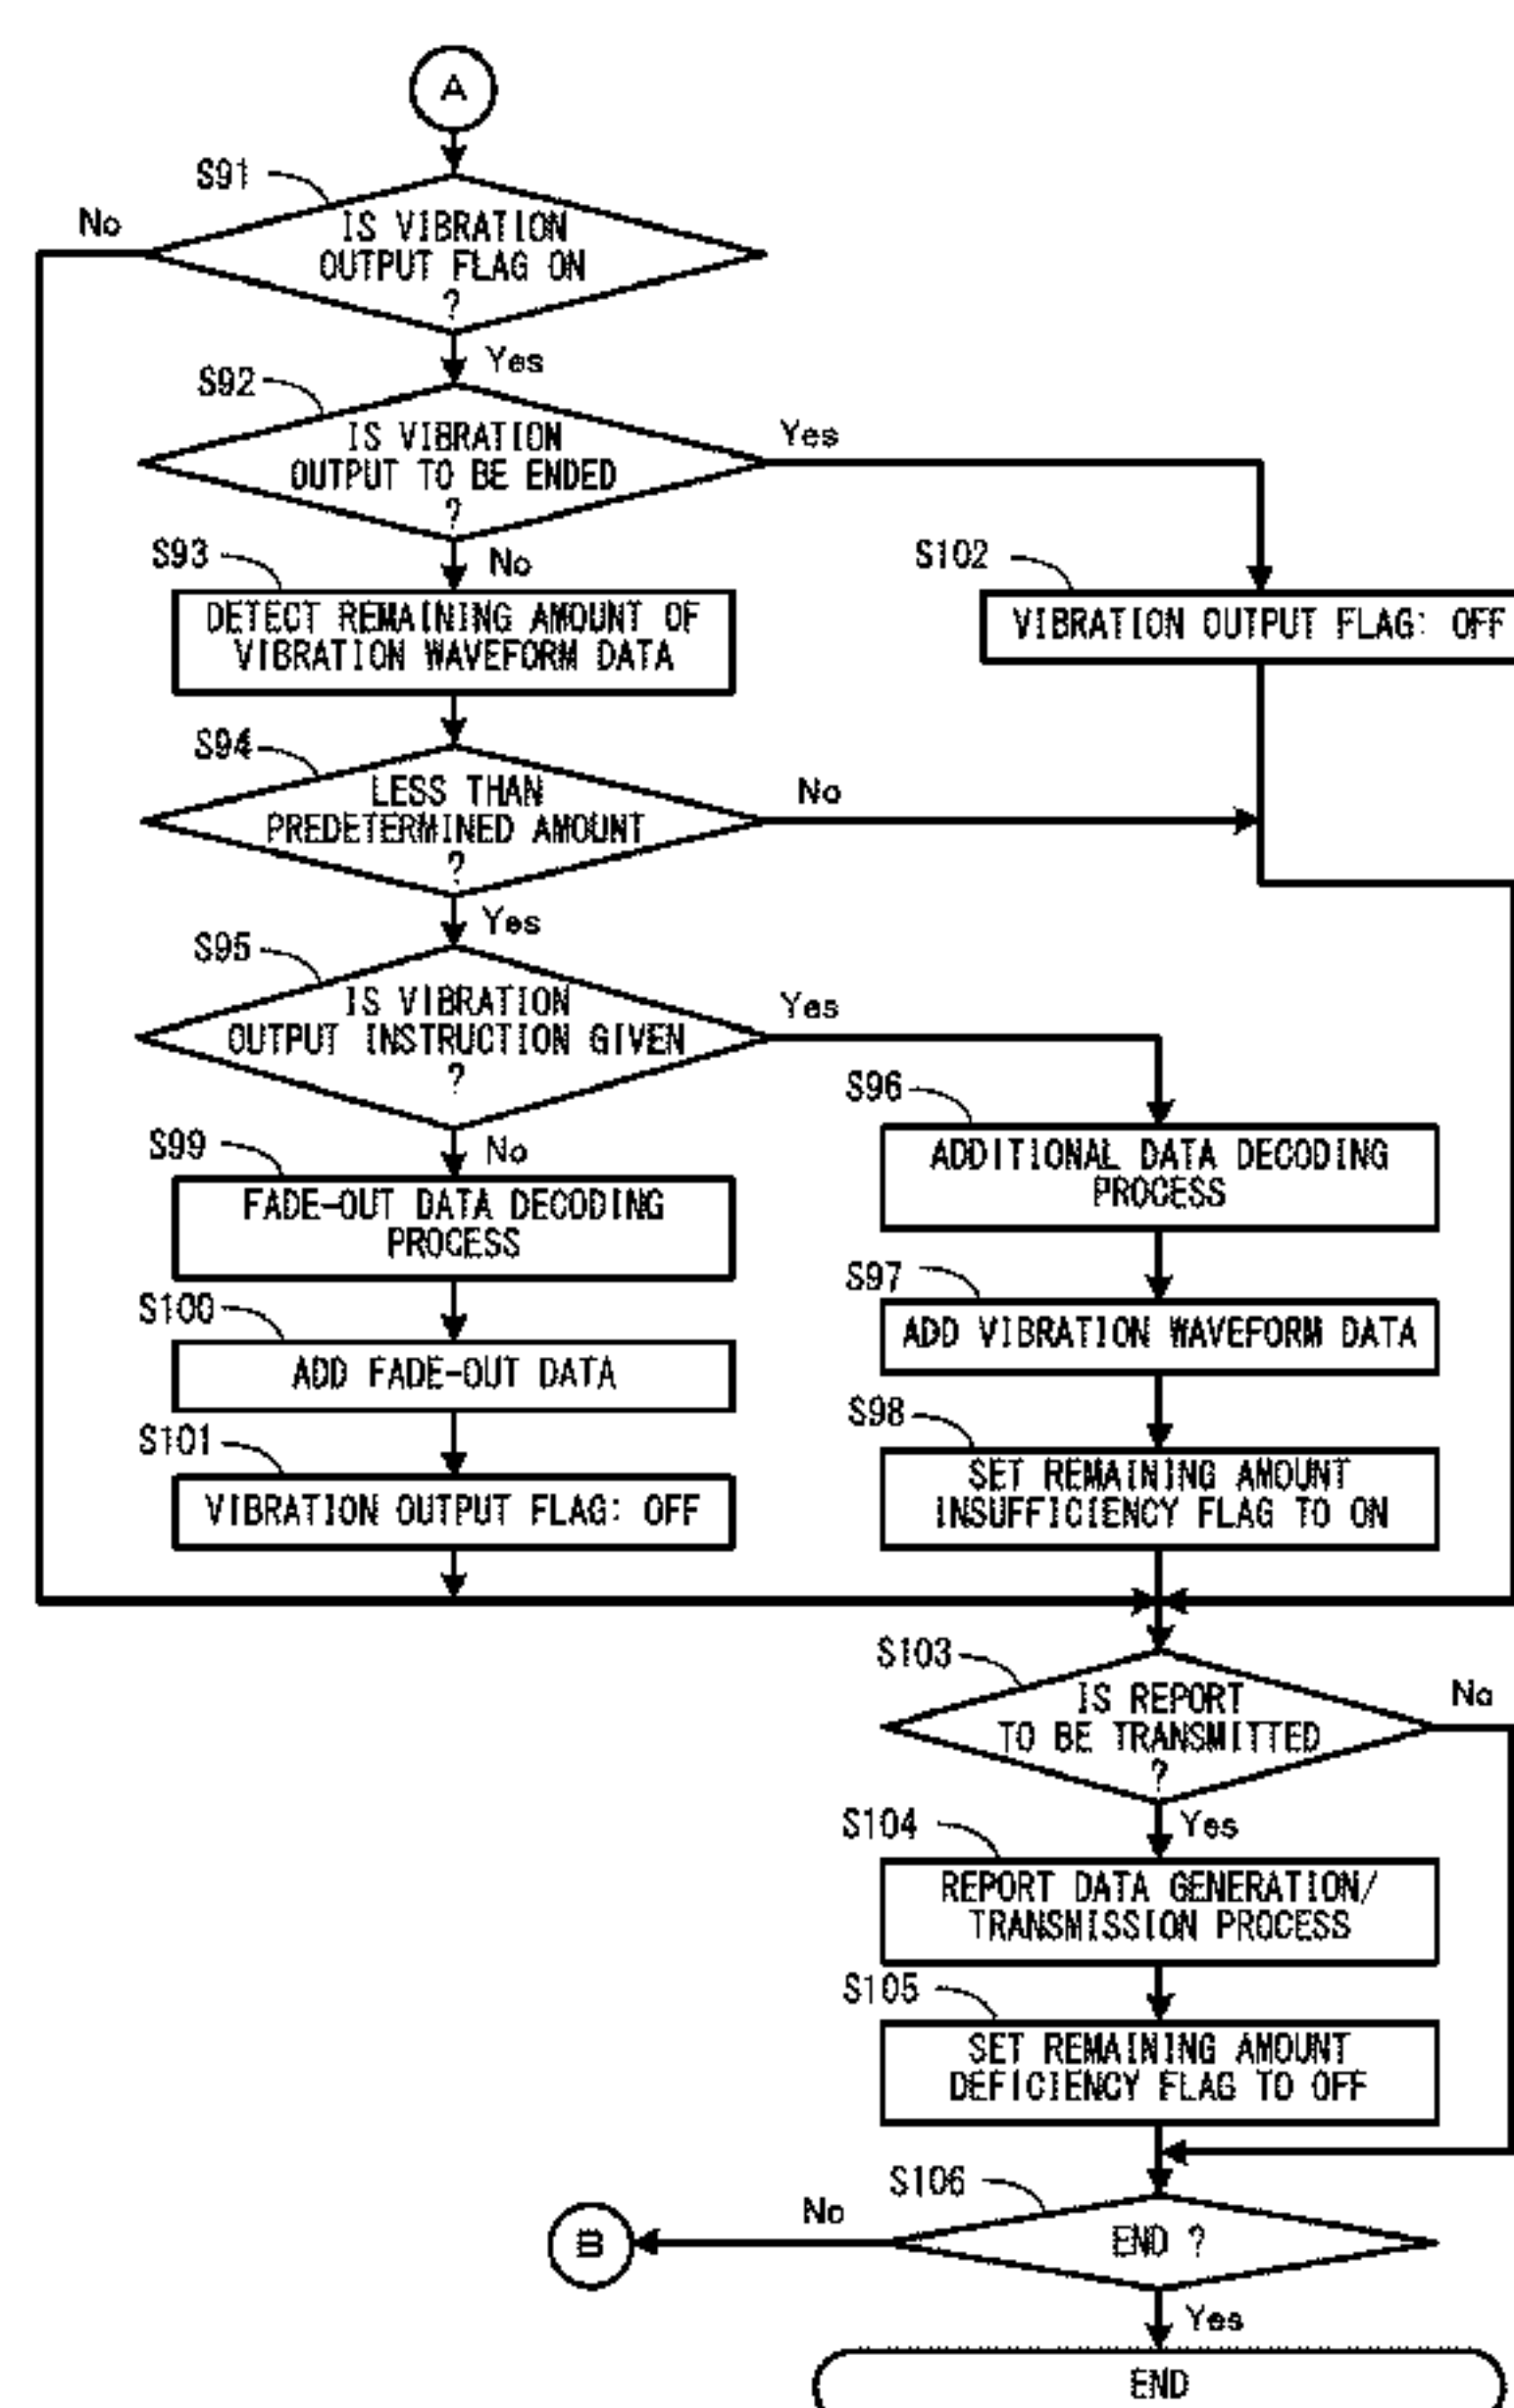 A
S91
No
IS VIBRATION
OUTPUT FLAG ON
?
Yes
S92
IS VIBRATION
OUTPUT TO BE ENDED
?
Yes
No
S93
DETECT REMAINING AMOUNT OF
VIBRATION WAVEFORM DATA
S102
VIBRATION OUTPUT FLAG: OFF
S94
LESS THAN
PREDETERMINED AMOUNT
?
No
Yes
S95
IS VIBRATION
OUTPUT INSTRUCTION GIVEN
?
Yes
No
S96
ADDITIONAL DATA DECODING
PROCESS
S99
FADE-OUT DATA DECODING
PROCESS
S97
ADD VIBRATION WAVEFORM DATA
S100
ADD FADE-OUT DATA
S98
SET REMAINING AMOUNT
INSUFFICIENCY FLAG TO ON
S101
VIBRATION OUTPUT FLAG: OFF
S103
IS REPORT
TO BE TRANSMITTED
?
No
Yes
S104
REPORT DATA GENERATION/
TRANSMISSION PROCESS
S105
SET REMAINING AMOUNT
DEFICIENCY FLAG TO OFF
S106
END ?
No
B
Yes
END